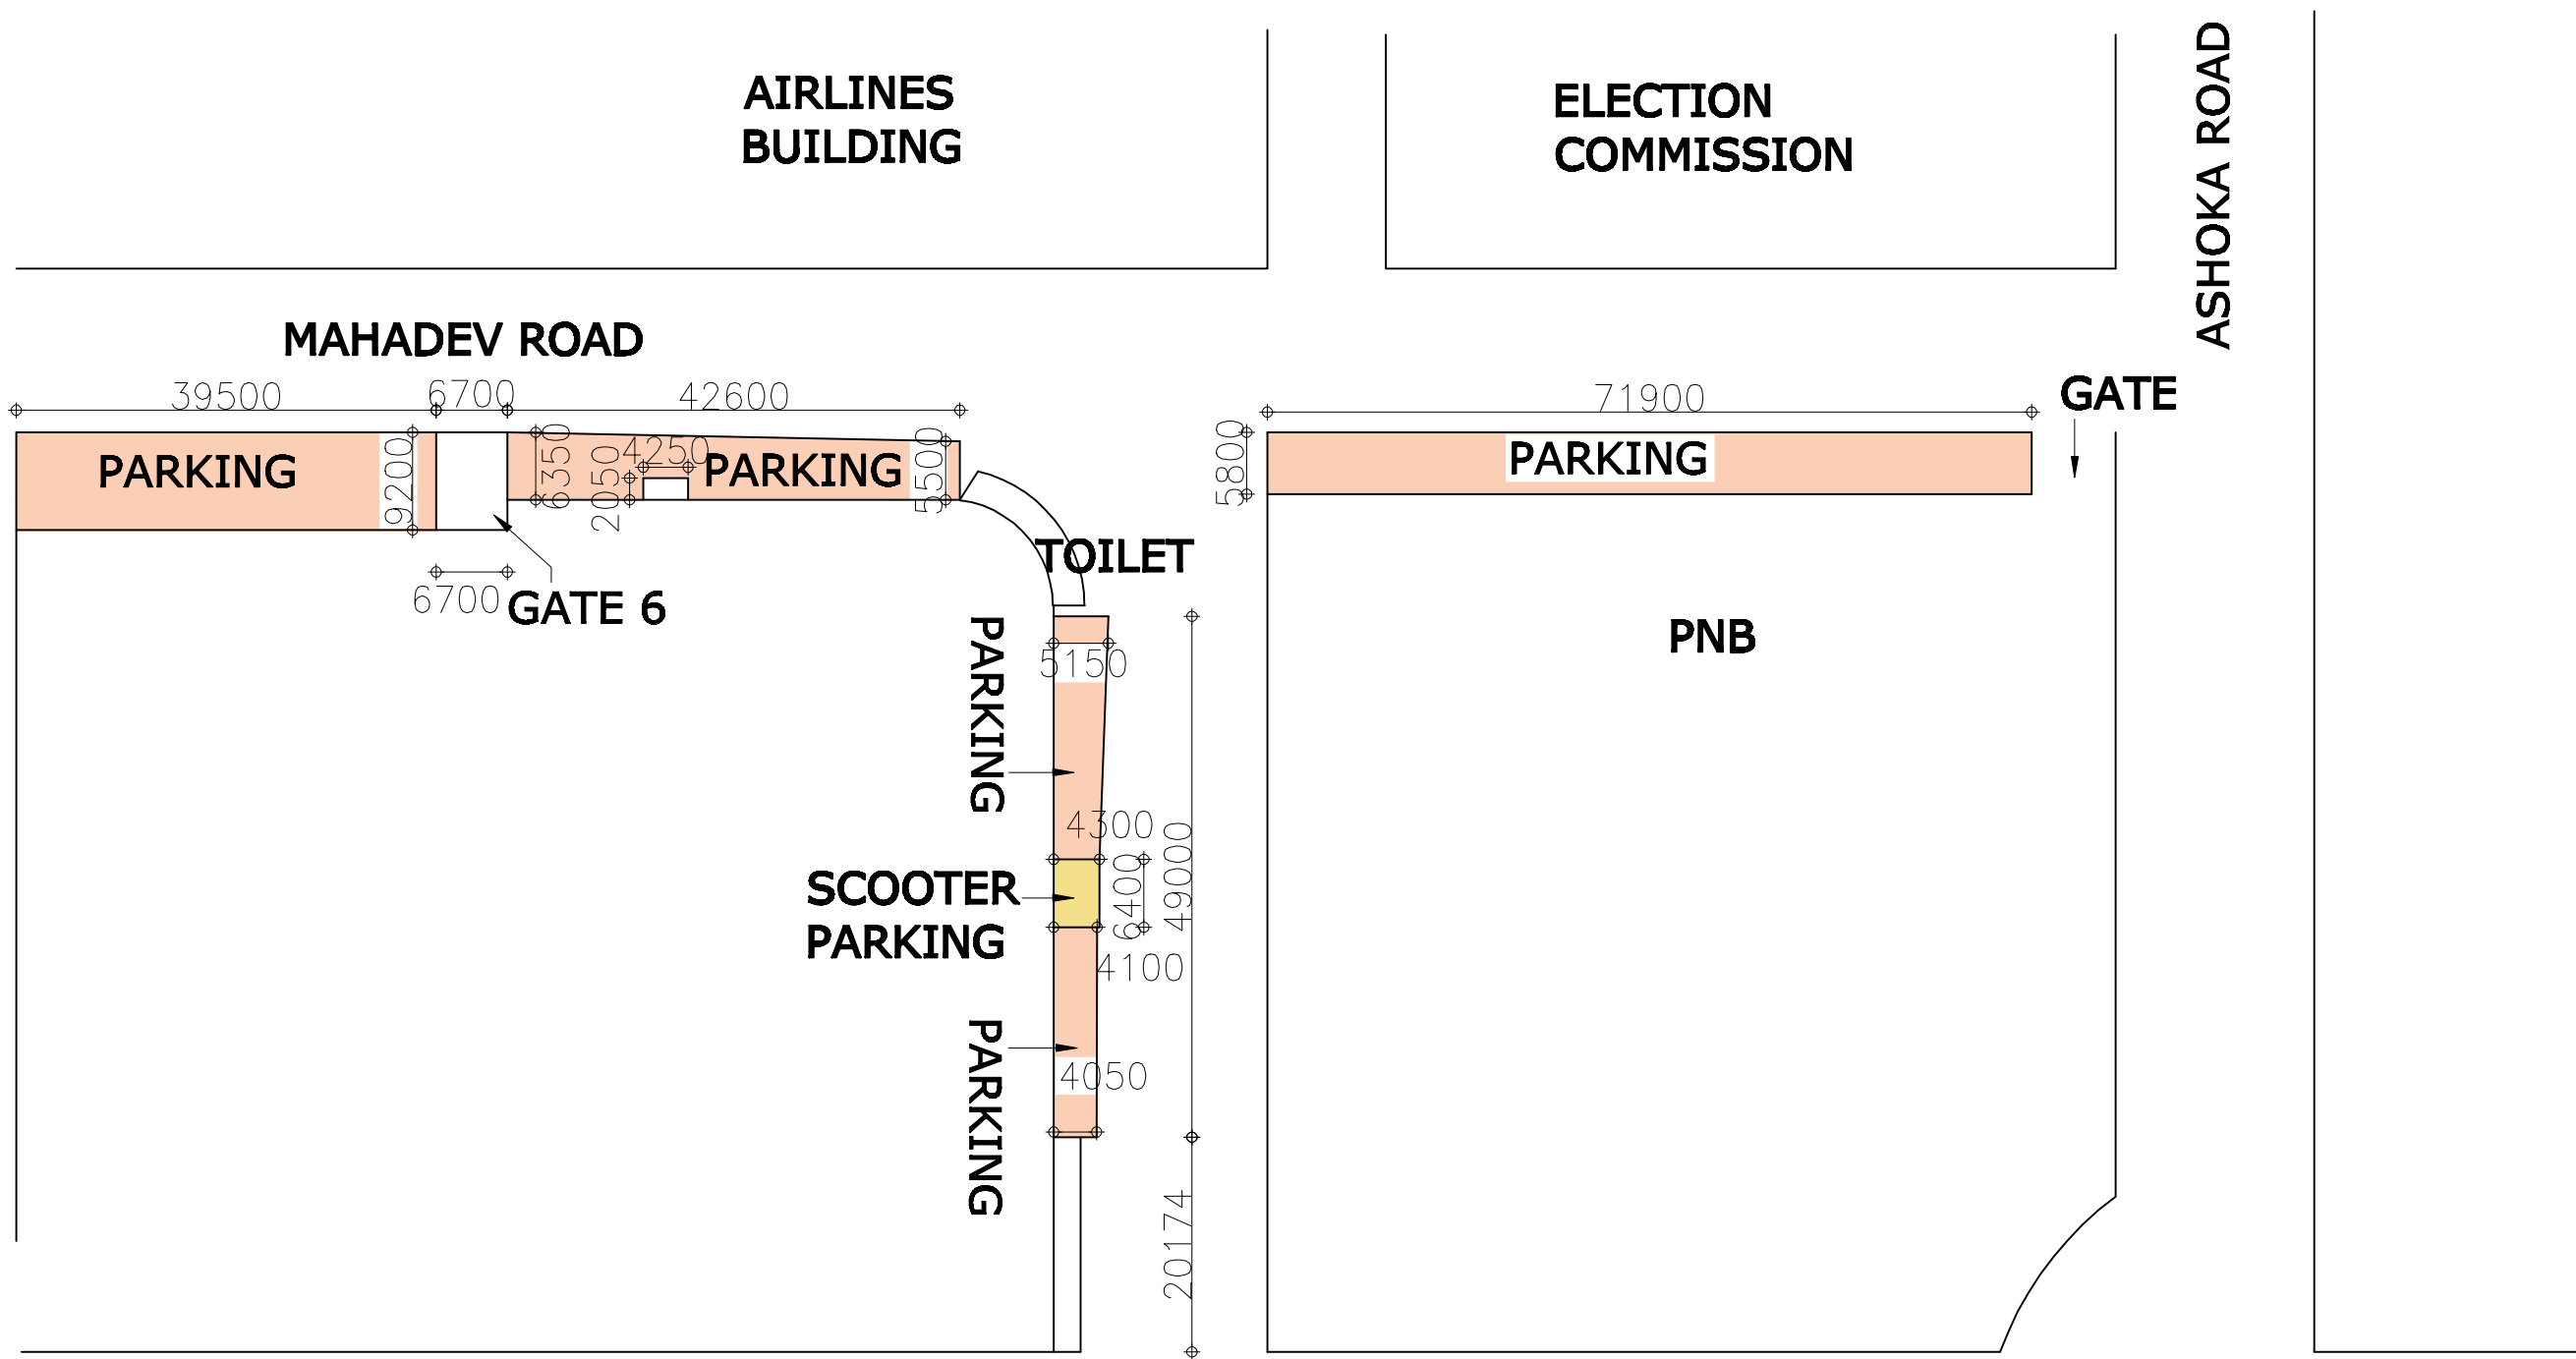 AIRLINES
BUILDING
ELECTION
COMMISSION
ASHOKA ROAD
MAHADEV ROAD
39500
6700
42600
71900
GATE
PARKING
9200
6350
2050
4250
PARKING
5500
5800
PARKING
TOILET
6700
GATE 6
PARKING
5150
PNB
4300
SCOOTER
PARKING
6400
49000
4100
PARKING
4050
20174